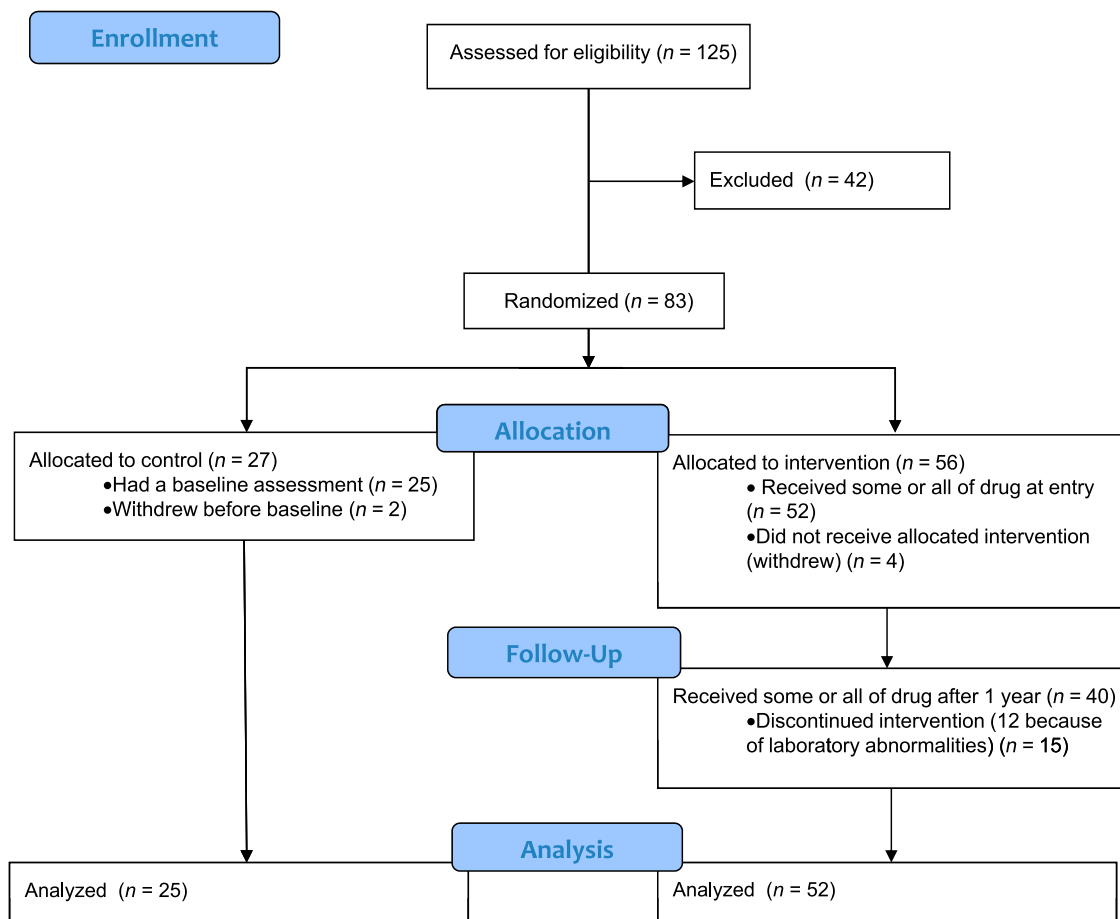 Enrollment
Assessed for eligibility (n = 125)
Excluded (n = 42)
Randomized (n = 83)
Allocation
Allocated to control (n = 27)
•Had a baseline assessment (n = 25)
•Withdrew before baseline (n = 2)
Allocated to intervention (n = 56)
• Received some or all of drug at entry
(n = 52)
•Did not receive allocated intervention
(withdrew) (n = 4)
Follow-Up
Received some or all of drug after 1 year (n = 40)
•Discontinued intervention (12 because
of laboratory abnormalities) (n = 15)
Analysis
Analyzed (n = 25)
Analyzed (n = 52)